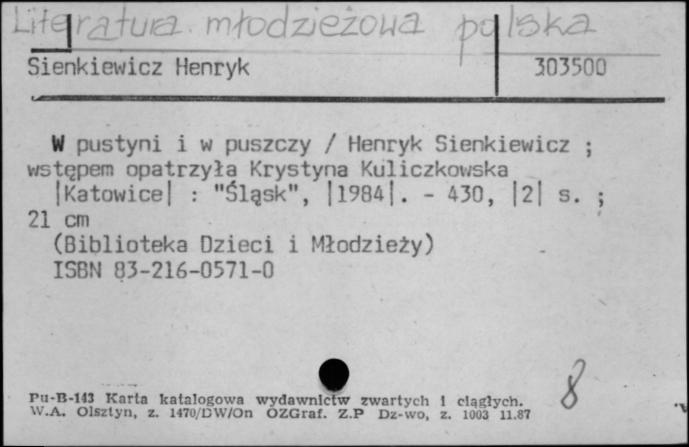 Literatura młodzieżowa polska
Sienkiewicz Henryk 303500
W pustyni i w puszczy / Henryk Sienkiewicz ;
wstępem opatrzyła Krystyna Kuliczkowska
|Katowice| : "Śląsk", |1984|. - 430, |2| s. ;
21 cm
(Biblioteka Dzieci i Młodzieży)
ISBN 83-216-0571-0
8
Pu-B-143 Karta katalogowa wydawnictw zwartych i ciągłych.
W.A. Olsztyn, z. 1470/DW/On OZGraf. Z.P Dz-wo, z. 1003 11.87